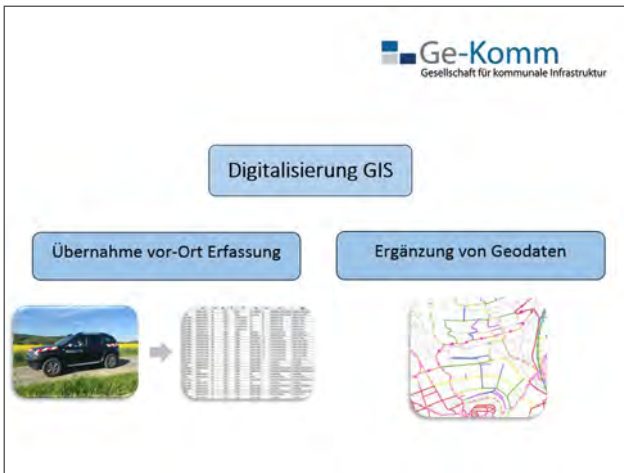 Ge-Komm
Gesellschaft für kommunale Infrastruktur
Digitalisierung GIS
Übernahme vor-Ort Erfassung
Ergänzung von Geodaten